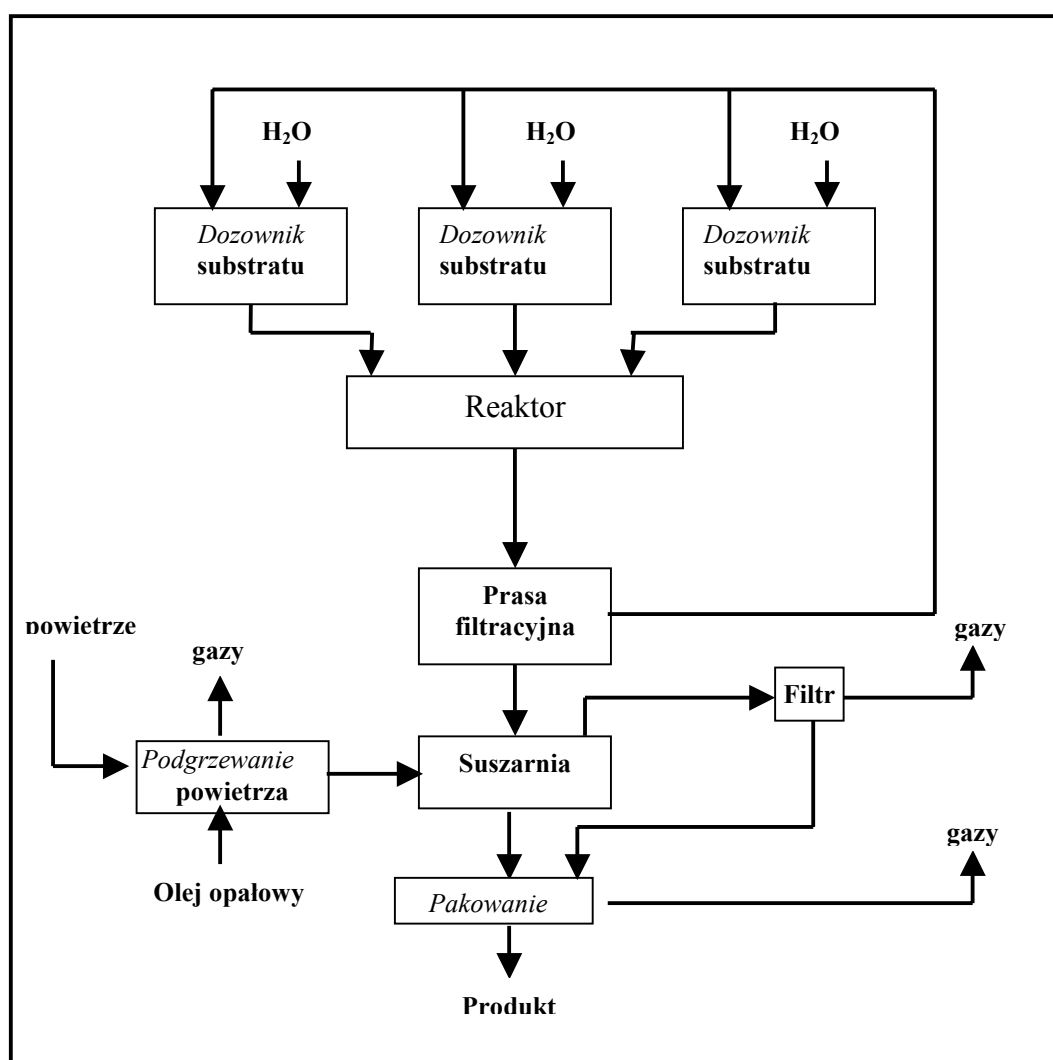 H₂O
H₂O
H₂O
Dozownik
substratu
Dozownik
substratu
Dozownik
substratu
Reaktor
Prasa
filtracyjna
powietrze
gazy
gazy
Filtr
Podgrzewanie
powietrza
Suszarnia
gazy
Olej opałowy
Pakowanie
Produkt